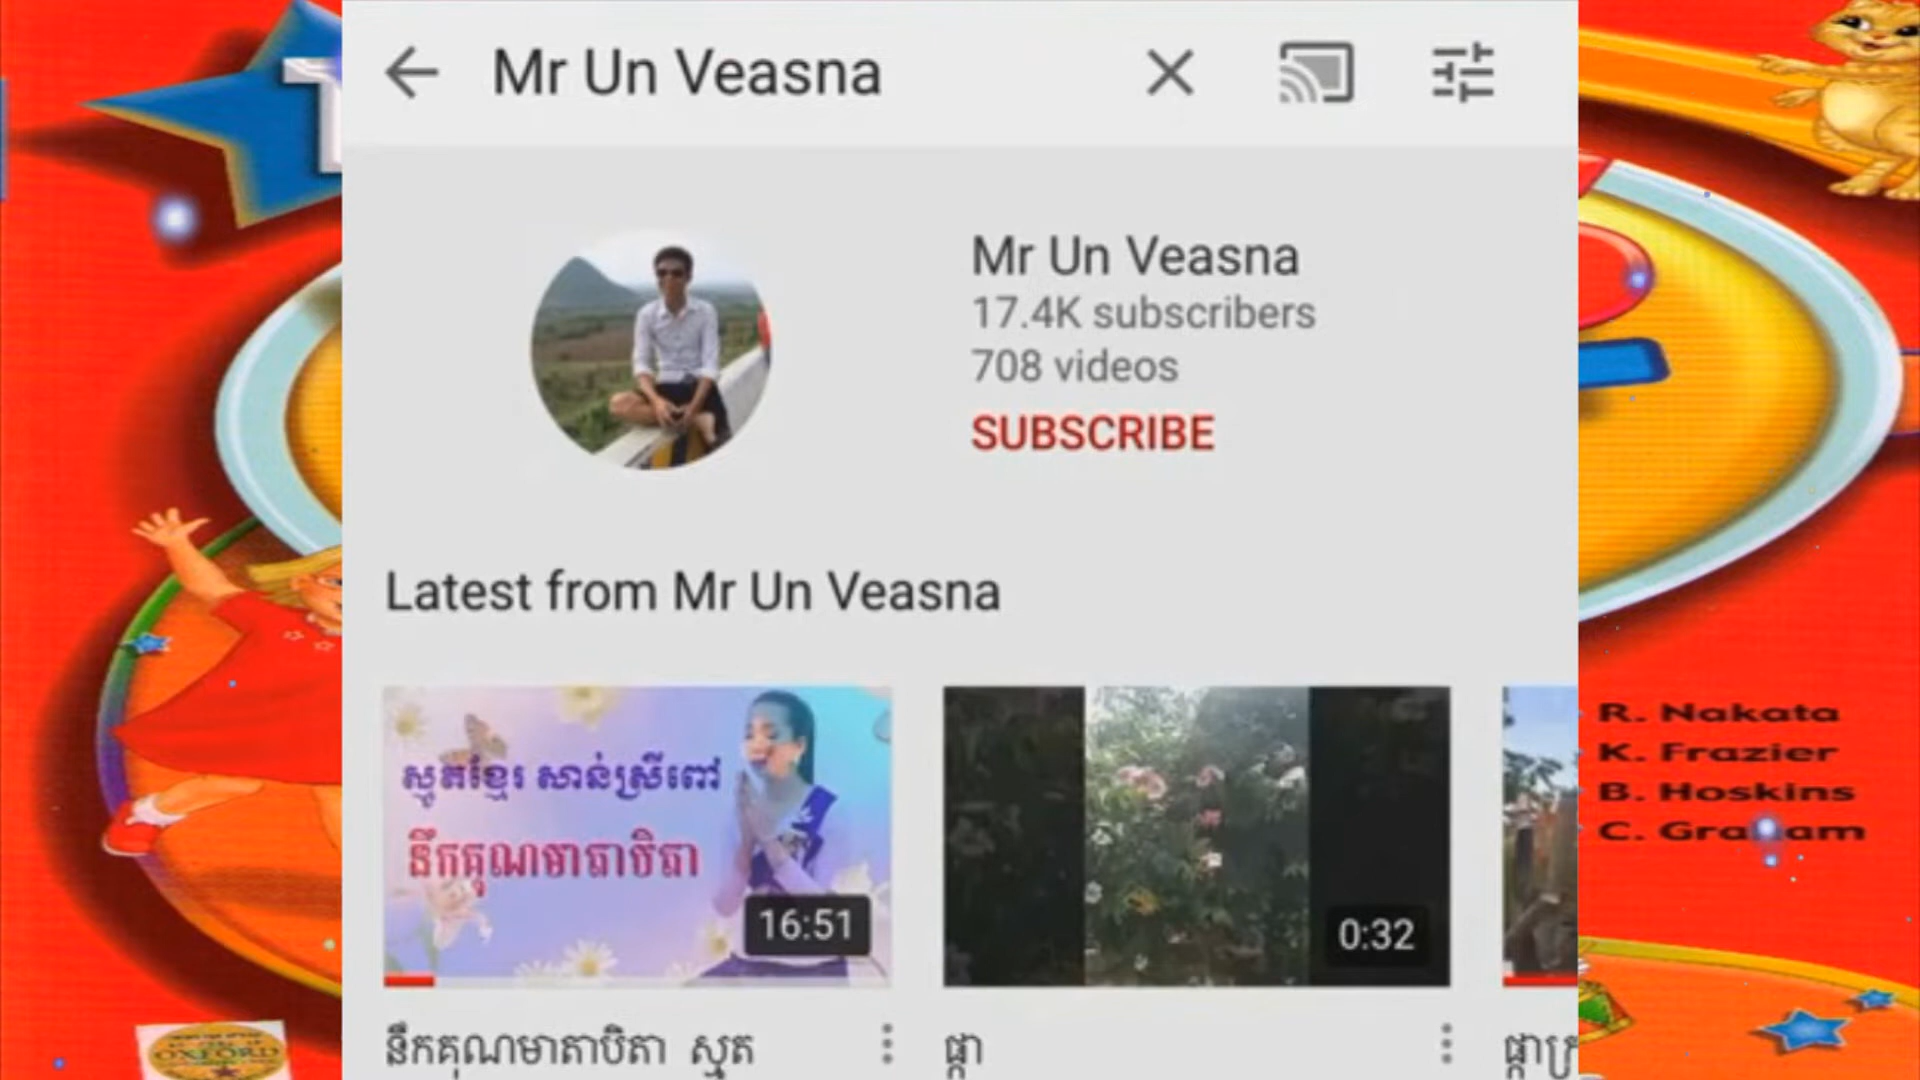 Mr Un Veasna
Mr Un Veasna
17.4K subscribers
708 videos
SUBSCRIBE
Latest from Mr Un Veasna
ស្មូតខ្មែរ សាន់ស្រីពៅ
នឹកគុណមាតាបិតា
16:51
0:32
នឹកគុណមាតាបិតា ស្មូត
ផ្កា
R. Nakata
K. Frazier
B. Hoskins
C. Graham
OXFORD